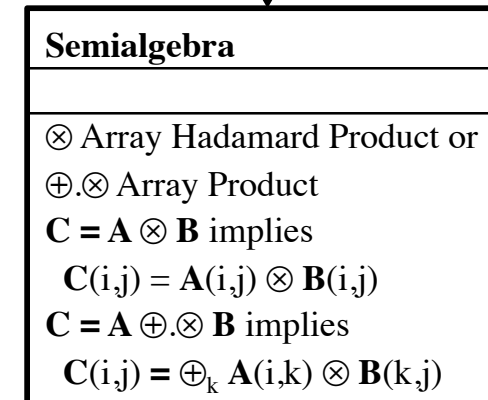 Semialgebra
⊗ Array Hadamard Product or
⊕.⊗ Array Product
C = A ⊗ B implies
C(i,j) = A(i,j) ⊗ B(i,j)
C = A ⊕.⊗ B implies
C(i,j) = ⊕ₖ A(i,k) ⊗ B(k,j)